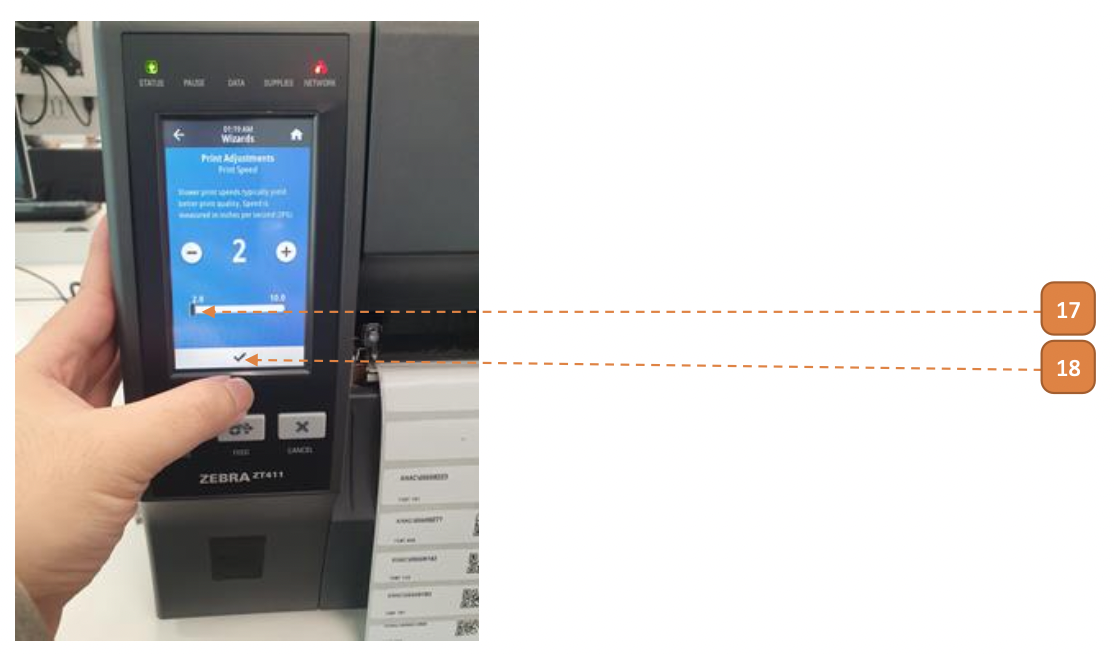 STATUS PAUSE DATA SUPPLIES NETWORK
01:19 AM
Wizards
Print Adjustments
Print Speed
Slower print speeds typically yield
better print quality. Speed is
measured in inches per second (IPS)
2
2.0 10.0
17
18
FEED CANCEL
ZEBRA ZT411